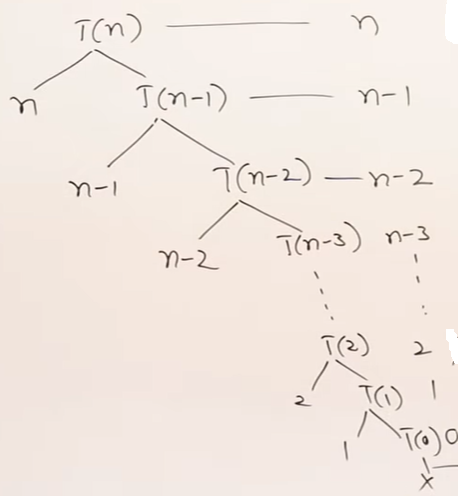 T(n) n
n T(n-1) n-1
n-1 T(n-2) n-2
n-2 T(n-3) n-3
T(2) 2
2 T(1) 1
1 T(0) 0
x